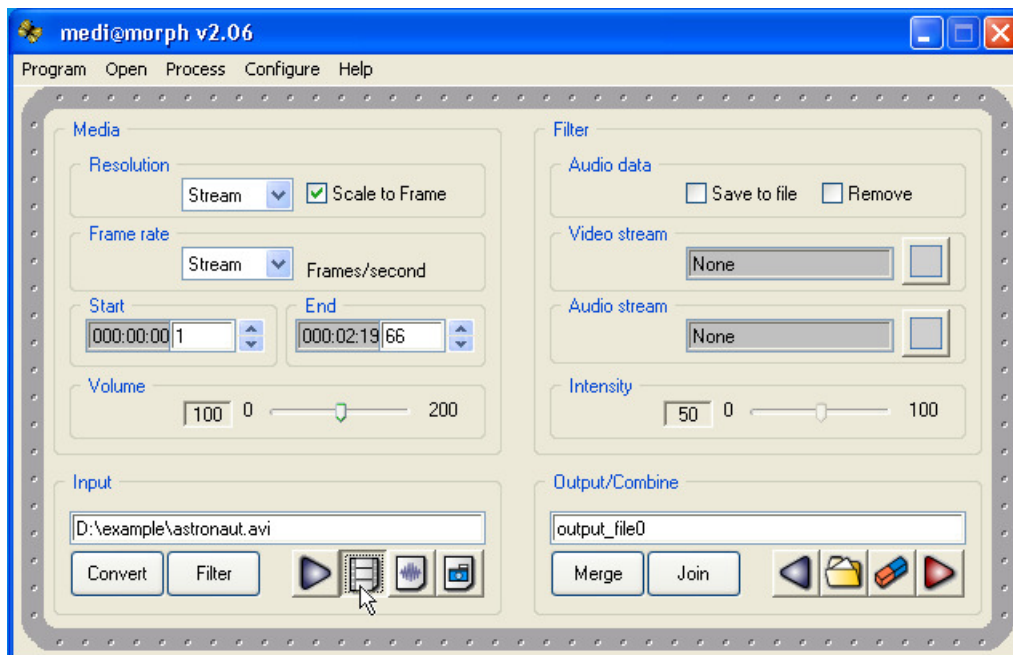 medi@morph v2.06
Program Open Process Configure Help
Media
Resolution
Stream Scale to Frame
Frame rate
Stream Frames/second
Start End
000:00:00 1 000:02:19 66
Volume
100 0 200
Filter
Audio data
Save to file Remove
Video stream
None
Audio stream
None
Intensity
50 0 100
Input
D:\example\astronaut.avi
Convert Filter
Output/Combine
output_file0
Merge Join